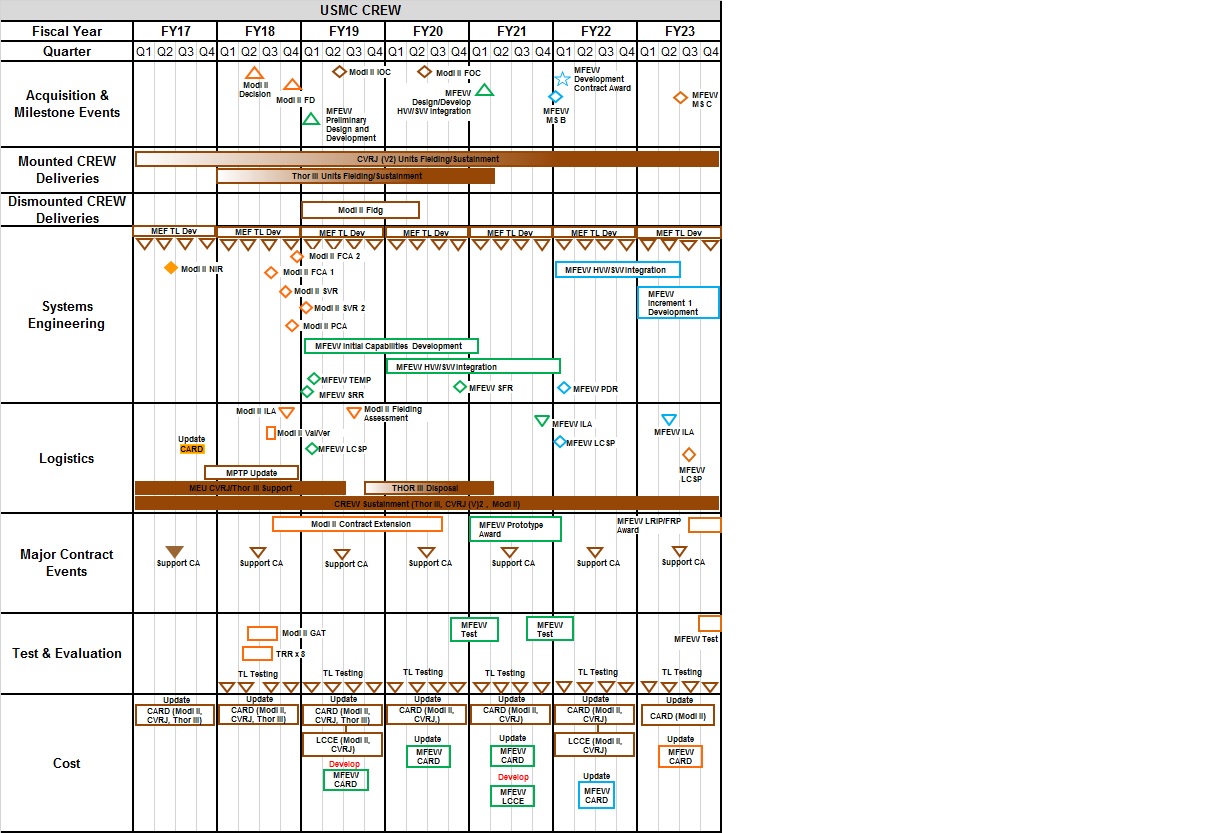 USMC CREW
Fiscal Year FY17 FY18 FY19 FY20 FY21 FY22 FY23
Quarter Q1 Q2 Q3 Q4 Q1 Q2 Q3 Q4 Q1 Q2 Q3 Q4 Q1 Q2 Q3 Q4 Q1 Q2 Q3 Q4 Q1 Q2 Q3 Q4 Q1 Q2 Q3 Q4
Acquisition &
Milestone Events
Modi II
Decision
Modi II FD
Modi II IOC
MFEW
Preliminary
Design and
Development
Modi II FOC
MFEW
Design/Develop
HW/SW Integration
MFEW
Development
Contract Award
MFEW
MS B
MFEW
MS C
Mounted CREW
Deliveries
CVRJ (V2) Units Fielding/Sustainment
Thor III Units Fielding/Sustainment
Dismounted CREW
Deliveries
Modi II Fldg
Systems
Engineering
MEF TL Dev MEF TL Dev MEF TL Dev MEF TL Dev MEF TL Dev MEF TL Dev MEF TL Dev
Modi II NIR
Modi II FCA 2
Modi II FCA 1
Modi II SVR
Modi II SVR 2
Modi II PCA
MFEW HW/SW Integration
MFEW
Increment 1
Development
MFEW Initial Capabilities Development
MFEW HW/SW Integration
MFEW TEMP
MFEW SRR
MFEW SFR
MFEW PDR
Logistics
Update
CARD
Modi II ILA
Modi II Val/Ver
Modi II Fielding
Assessment
MFEW LCSP
MFEW ILA
MFEW LCSP
MFEW ILA
MFEW
LCSP
MPTP Update
MEU CVRJ/Thor III Support
THOR III Disposal
CREW Sustainment (Thor III, CVRJ (V)2 , Modi II)
Major Contract
Events
Modi II Contract Extension
MFEW Prototype
Award
MFEW LRIP/FRP
Award
Support CA Support CA Support CA Support CA Support CA Support CA Support CA
Test & Evaluation
Modi II GAT
TRR x 8
MFEW
Test
MFEW
Test
MFEW Test
TL Testing TL Testing TL Testing TL Testing TL Testing TL Testing
Cost
Update
CARD (Modi II,
CVRJ, Thor III)
Update
CARD (Modi II,
CVRJ, Thor III)
Update
CARD (Modi II,
CVRJ, Thor III)
LCCE (Modi II,
CVRJ)
Develop
MFEW
CARD
Update
CARD (Modi II,
CVRJ,)
Update
MFEW
CARD
Update
CARD (Modi II,
CVRJ)
Update
MFEW
CARD
Develop
MFEW
LCCE
Update
CARD (Modi II,
CVRJ)
LCCE (Modi II,
CVRJ)
Update
MFEW
CARD
Update
CARD (Modi II)
Update
MFEW
CARD